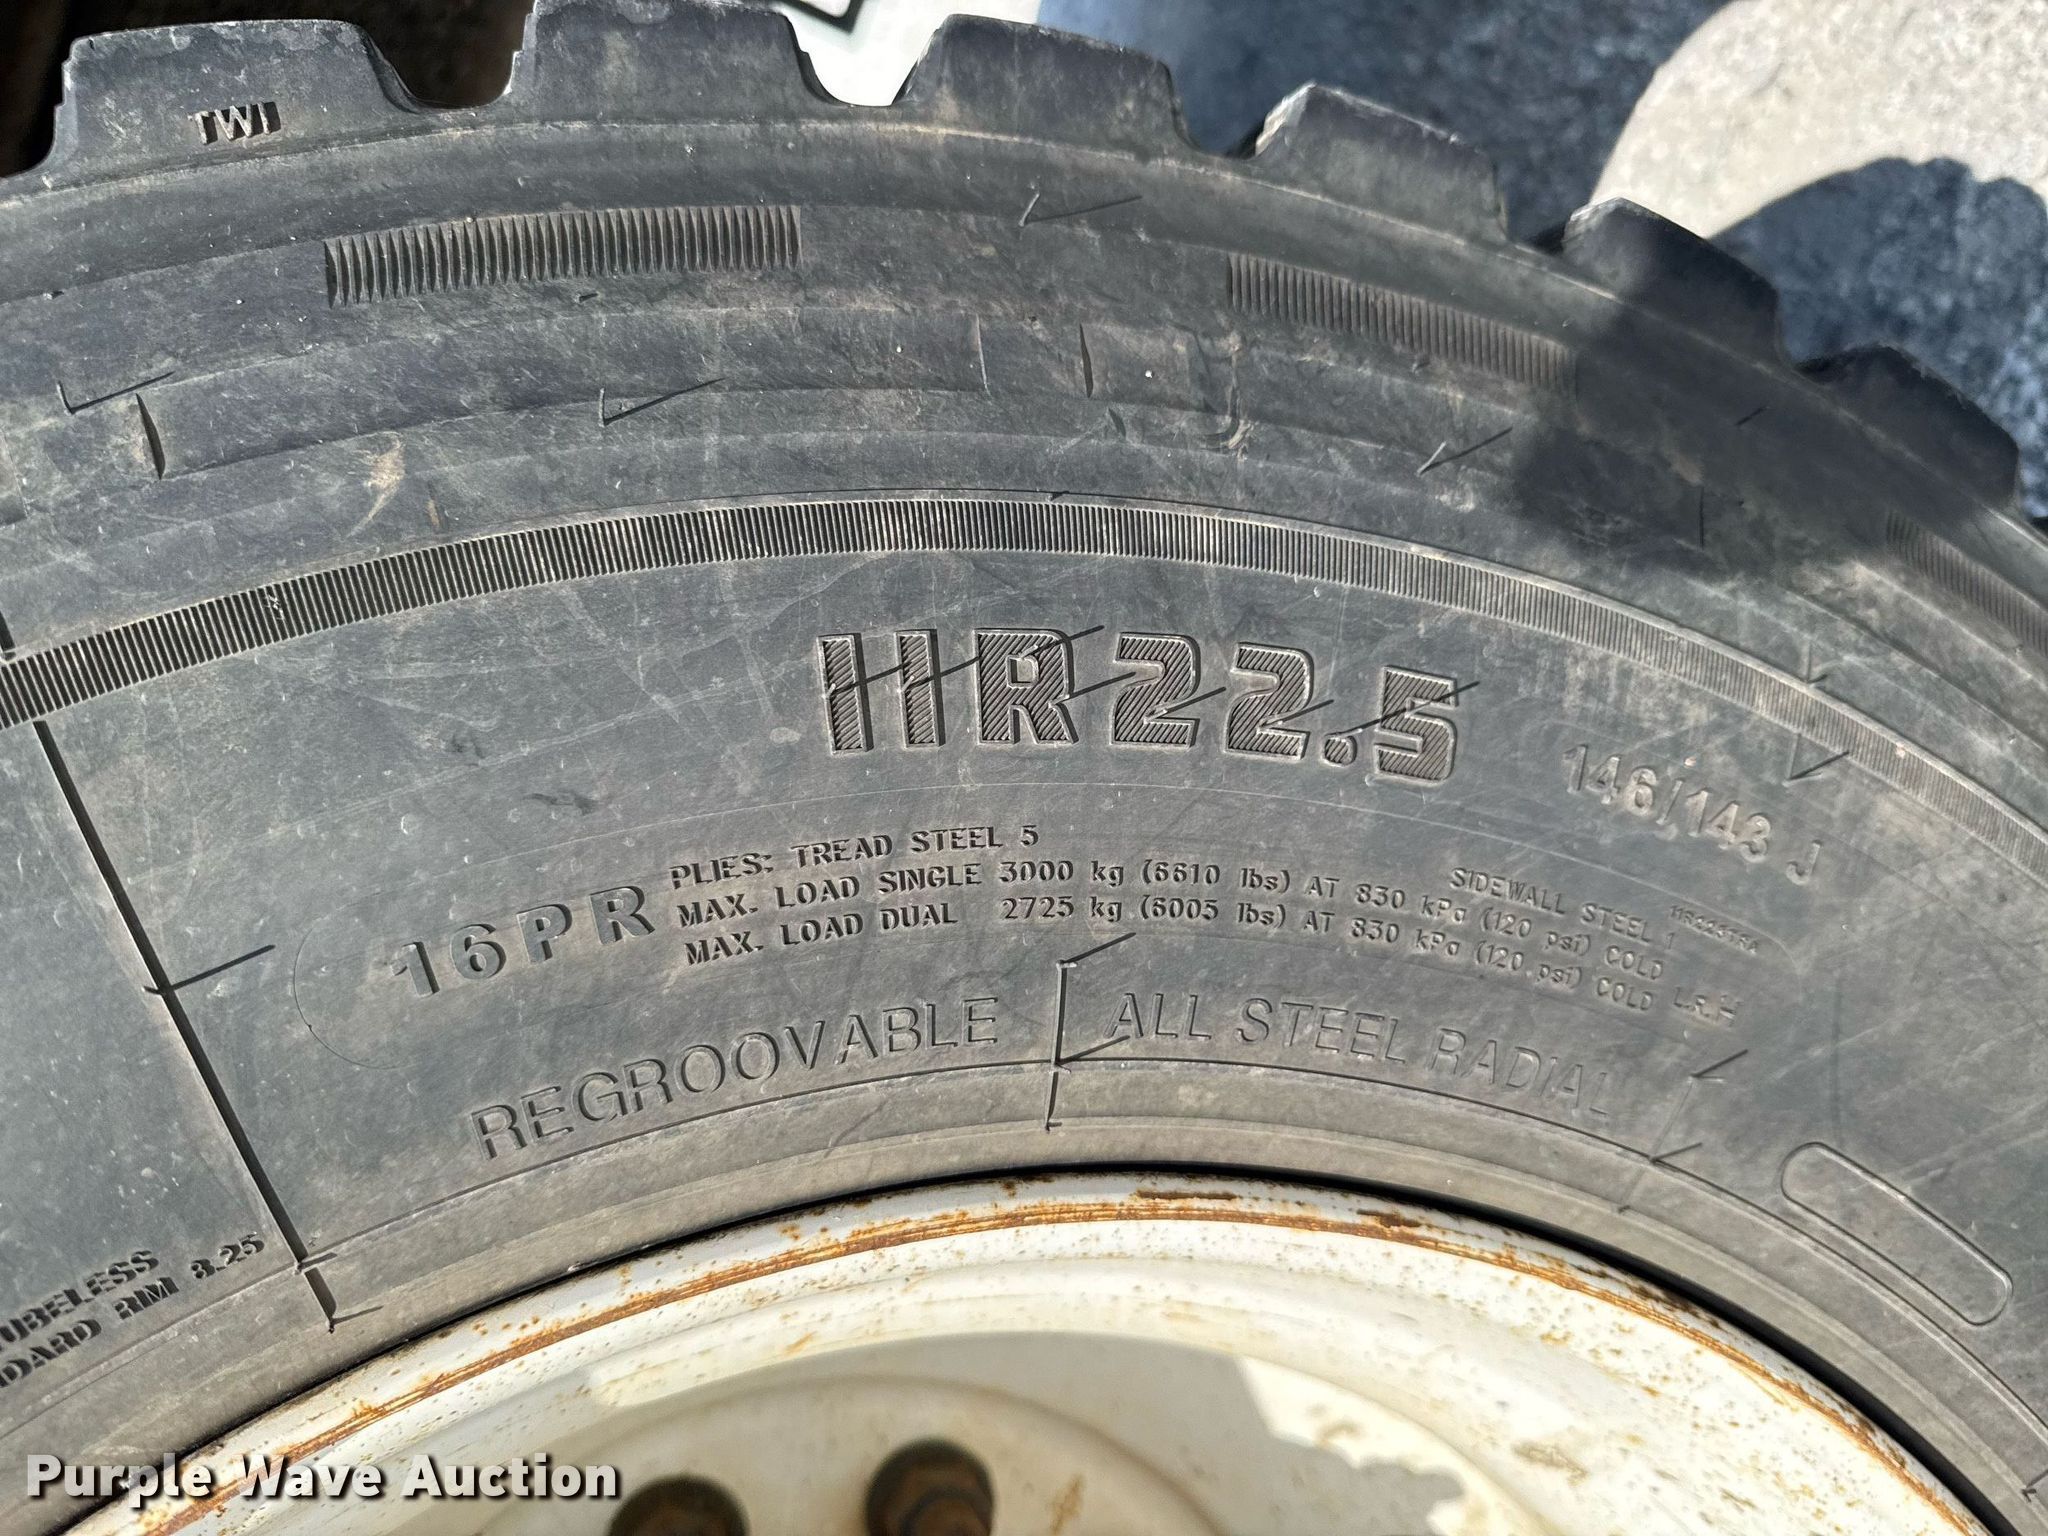 TWI
11R22.5
146/143 J
16PR
PLIES: TREAD STEEL 5 SIDEWALL STEEL 1
MAX. LOAD SINGLE 3000 kg (6610 lbs) AT 830 kPa (120 psi) COLD L.R.H
MAX. LOAD DUAL 2725 kg (6005 lbs) AT 830 kPa (120 psi) COLD
REGROOVABLE ALL STEEL RADIAL
UBELESS
DARD RIM 8.25
Purple Wave Auction